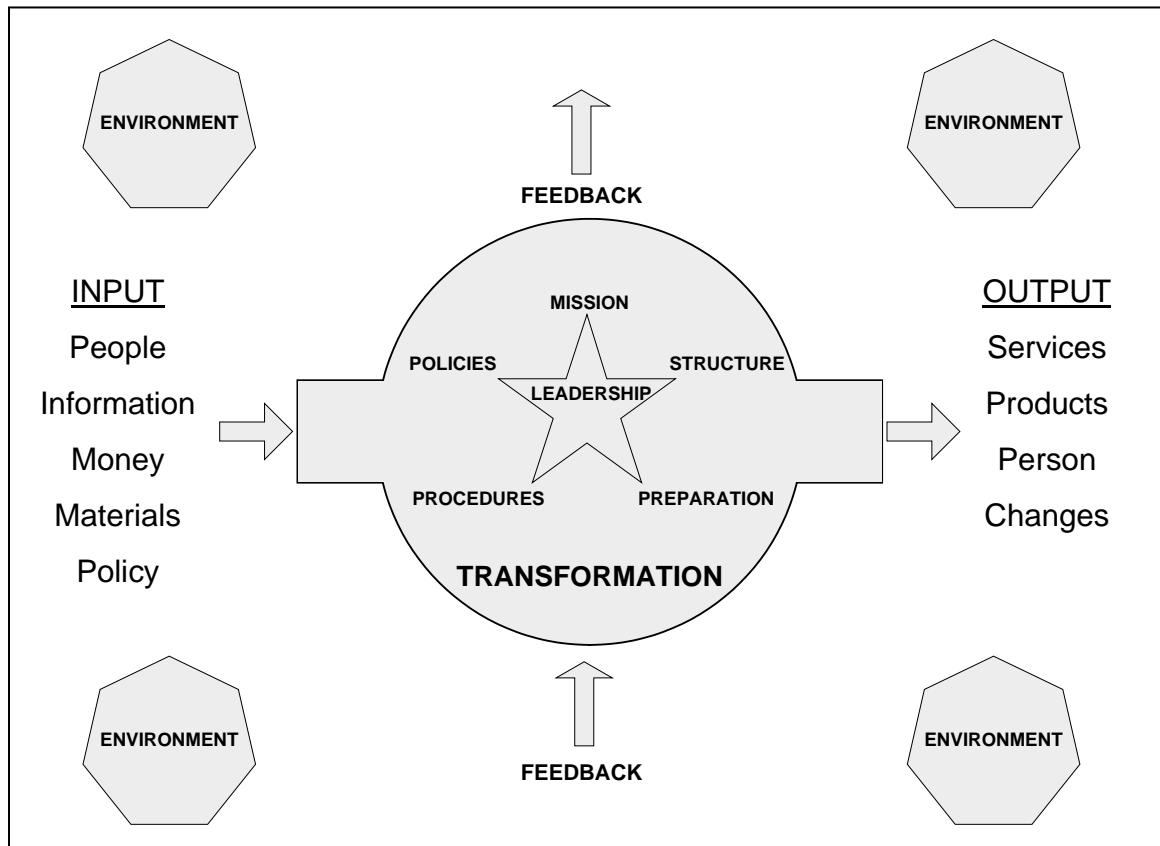 ENVIRONMENT
ENVIRONMENT
FEEDBACK
INPUT
People
Information
Money
Materials
Policy
MISSION
POLICIES
STRUCTURE
LEADERSHIP
PROCEDURES
PREPARATION
TRANSFORMATION
OUTPUT
Services
Products
Person
Changes
ENVIRONMENT
FEEDBACK
ENVIRONMENT